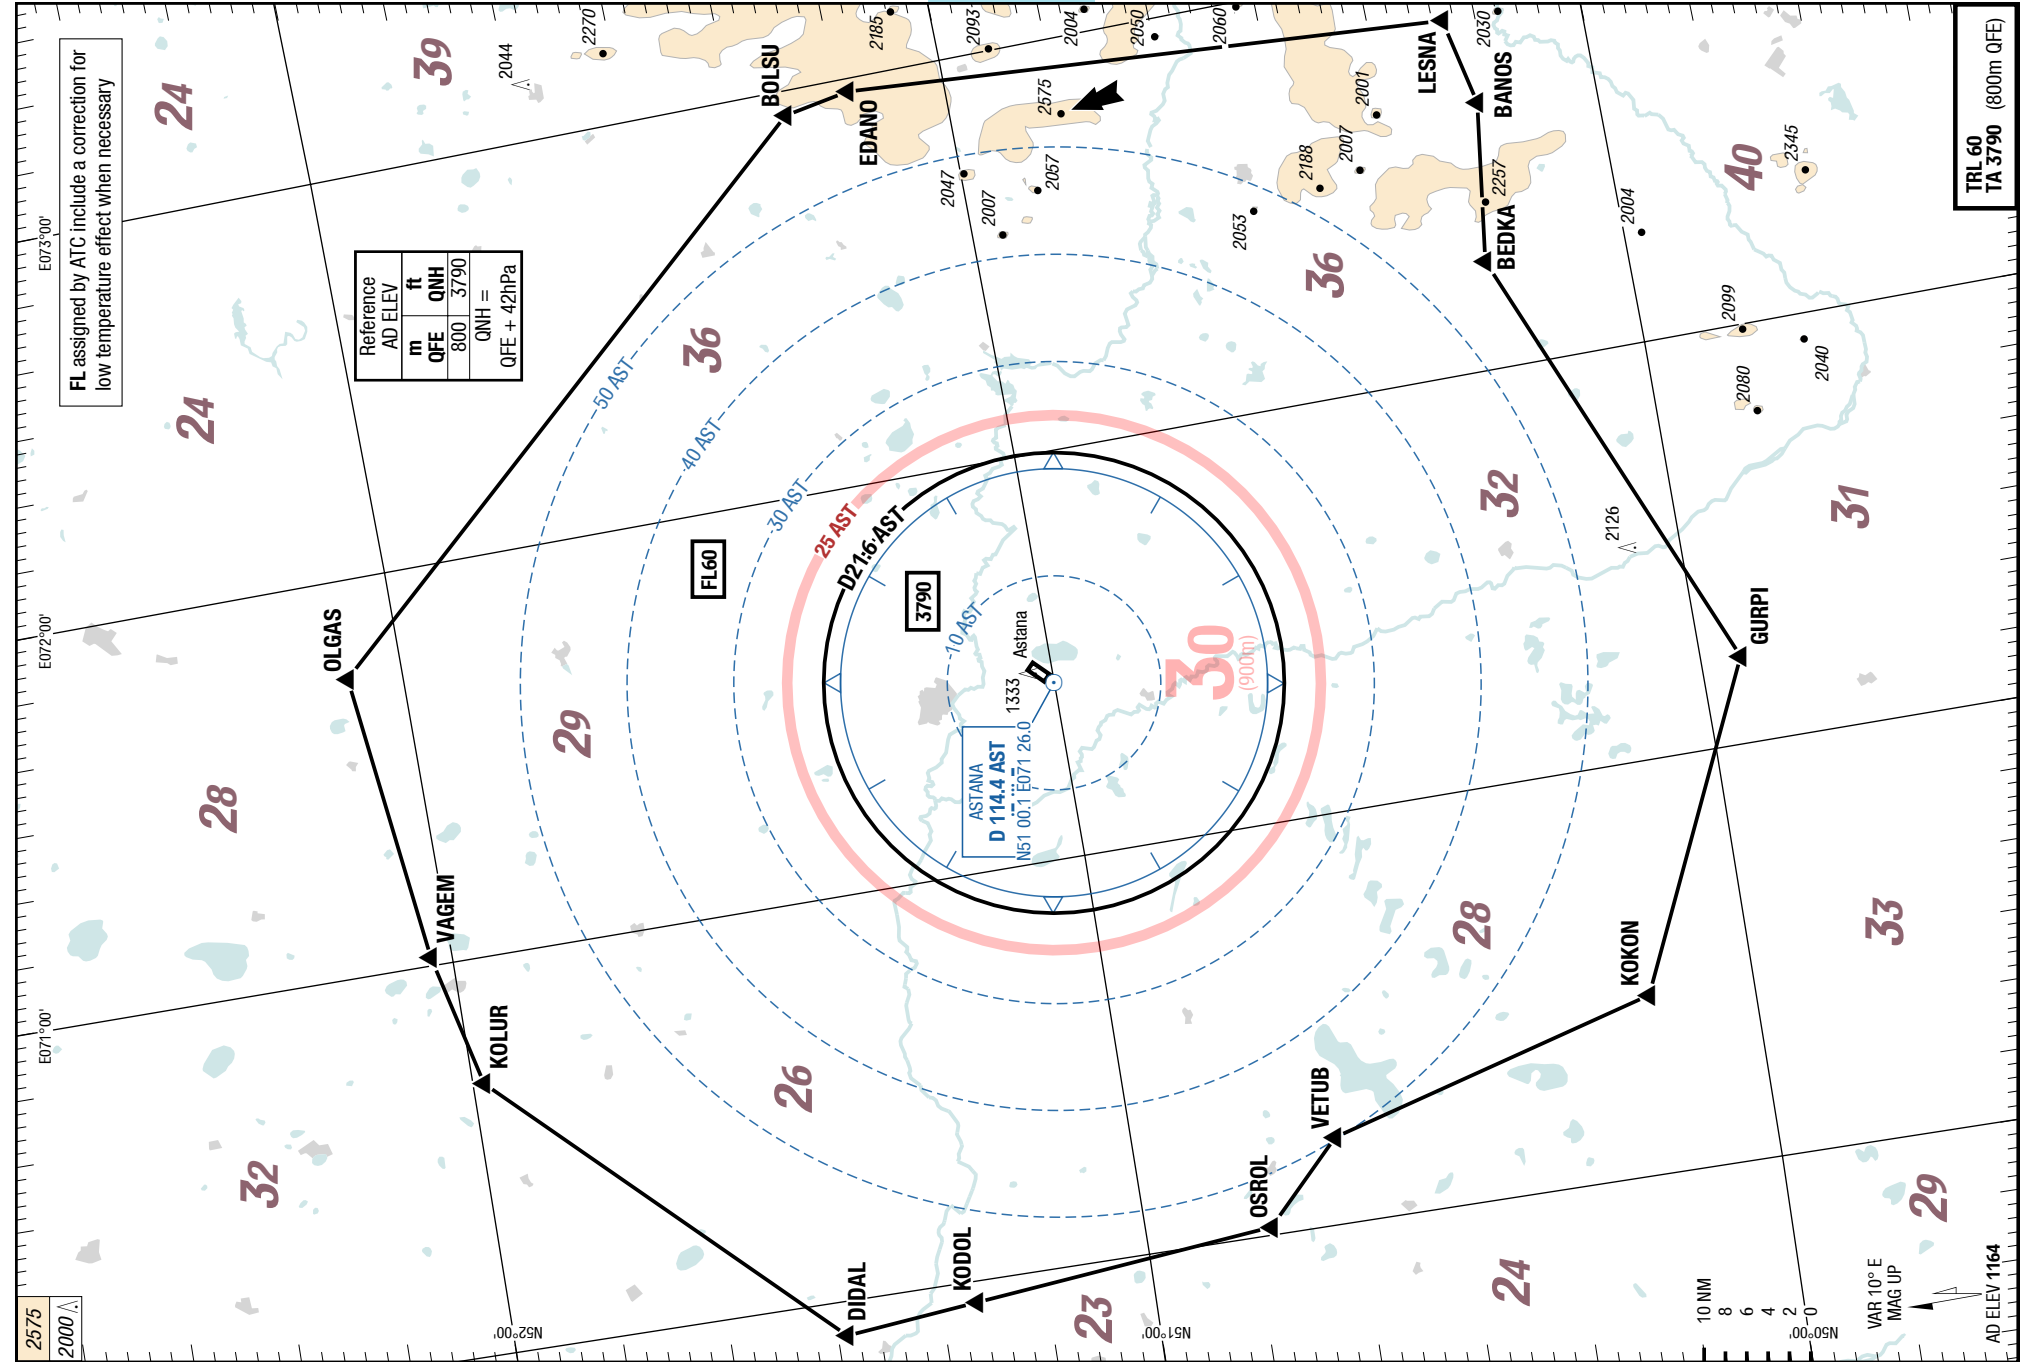 FL assigned by ATC include a correction for
low temperature effect when necessary
Reference
AD ELEV
m ft
QFE QNH
800 3790
QNH =
QFE + 42hPa
TRL 60
TA 3790 (800m QFE)
2575
2000
E071°00'
E072°00'
E073°00'
N52°00'
N51°00'
N50°00'
24
39
24
28
32
36
29
26
23
24
28
32
36
40
31
33
29
30
(900m)
2044
2270
2185
2093
2004
2050
2060
2030
2575
2047
2007
2057
2053
2188
2007
2001
2257
2345
2004
2099
2040
2080
2126
1333
BOLSU
EDANO
LESNA
BANOS
BEDKA
GURPI
KOKON
VETUB
OSROL
KODOL
DIDAL
KOLUR
VAGEM
OLGAS
50 AST
40 AST
30 AST
25 AST
D21.6 AST
10 AST
FL60
3790
Astana
ASTANA
D 114.4 AST
N51 00.1 E071 26.0
10 NM
8
6
4
2
0
VAR 10° E
MAG UP
AD ELEV 1164